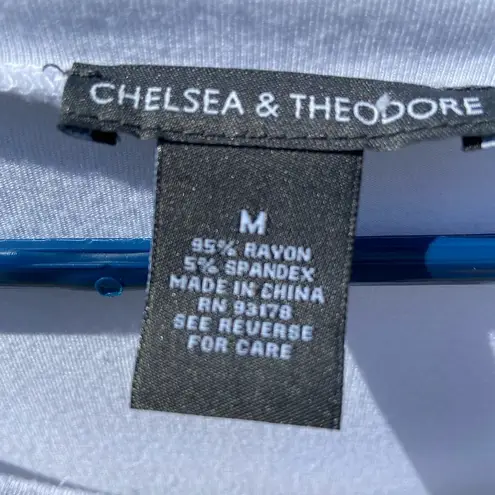 CHELSEA & THEODORE
M
95% RAYON
5% SPANDEX
MADE IN CHINA
RN 93178
SEE REVERSE
FOR CARE